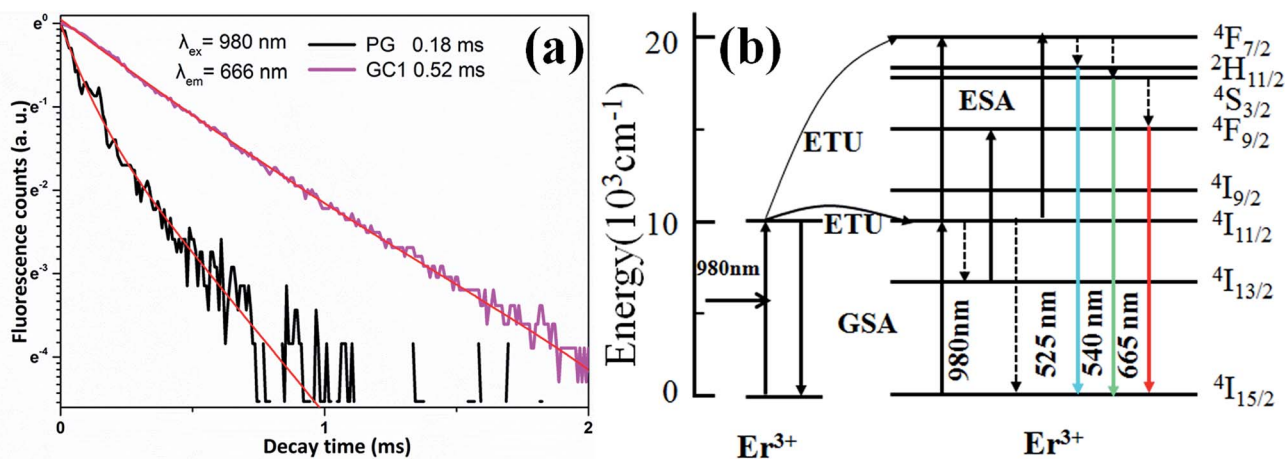 (a)
λex= 980 nm
λem= 666 nm
PG 0.18 ms
GC1 0.52 ms
Fluorescence counts (a. u.)
e^0
e^-1
e^-2
e^-3
e^-4
0
1
2
Decay time (ms)
(b)
Energy(10³cm⁻¹)
20
10
0
980nm
ETU
ETU
ESA
GSA
980nm
525 nm
540 nm
665 nm
⁴F₇/₂
²H₁₁/₂
⁴S₃/₂
⁴F₉/₂
⁴I₉/₂
⁴I₁₁/₂
⁴I₁₃/₂
⁴I₁₅/₂
Er³⁺
Er³⁺